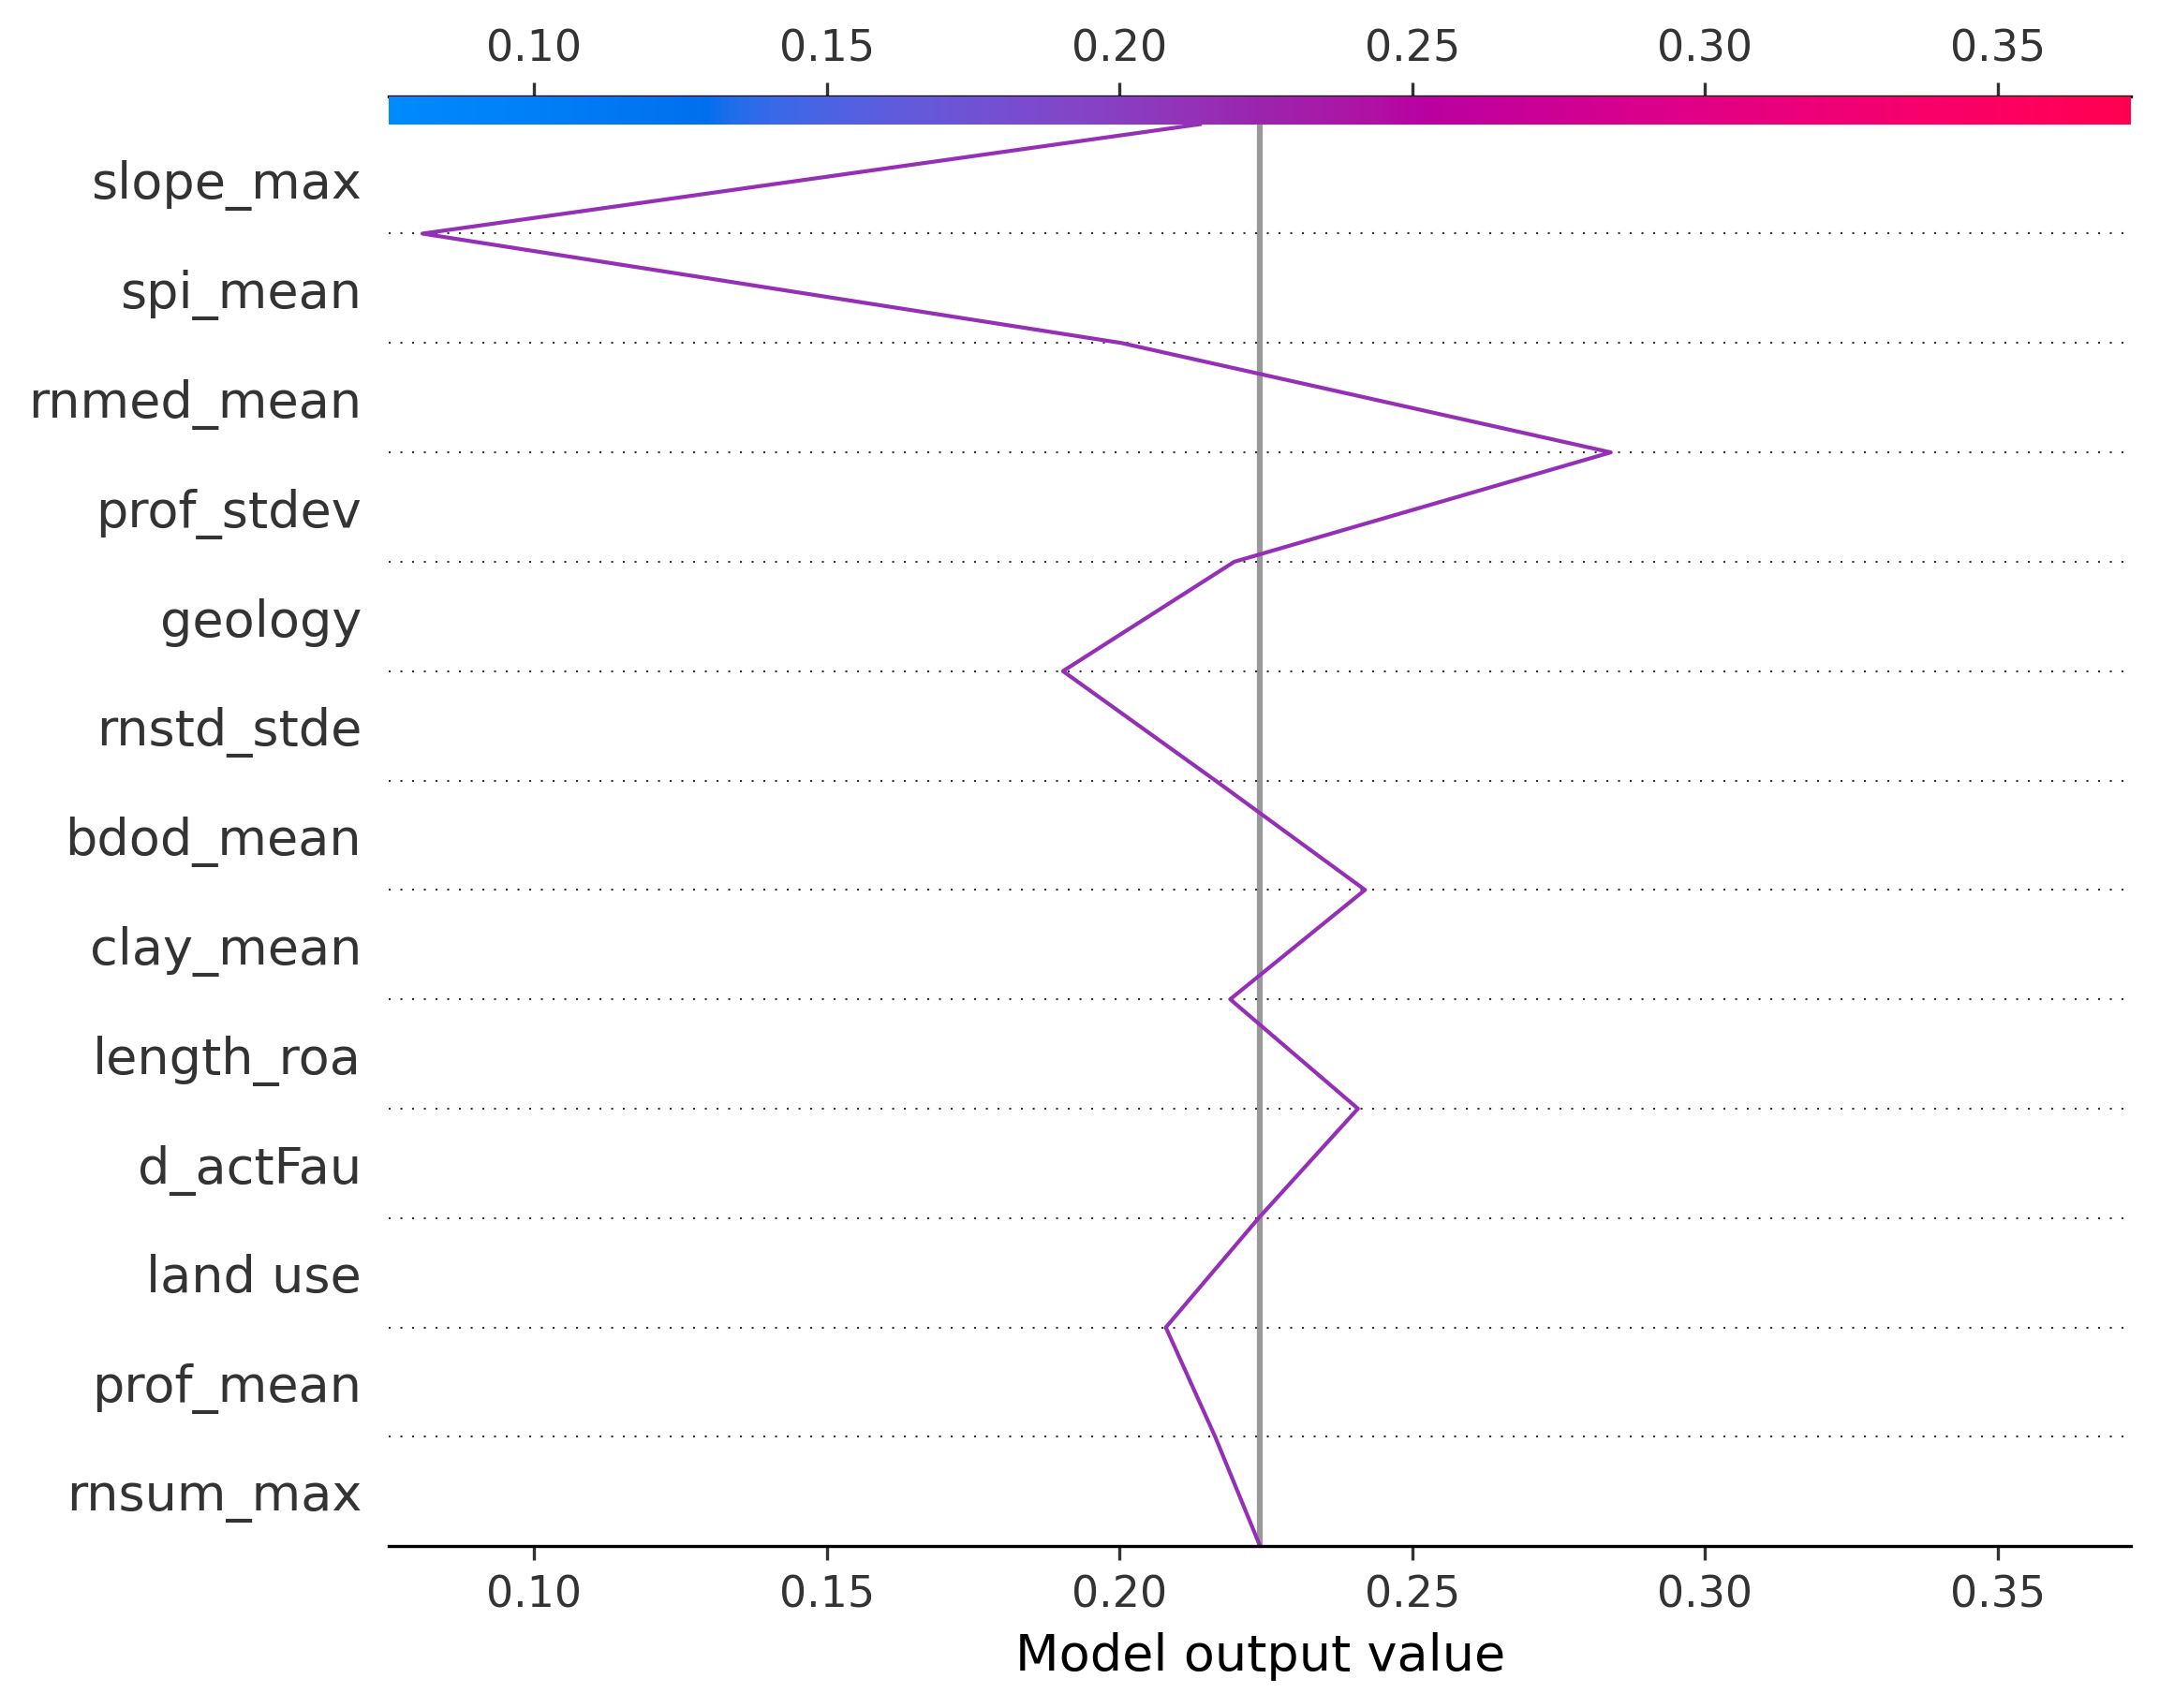 0.10 0.15 0.20 0.25 0.30 0.35
slope_max
spi_mean
rnmed_mean
prof_stdev
geology
rnstd_stde
bdod_mean
clay_mean
length_roa
d_actFau
land use
prof_mean
rnsum_max
0.10 0.15 0.20 0.25 0.30 0.35
Model output value